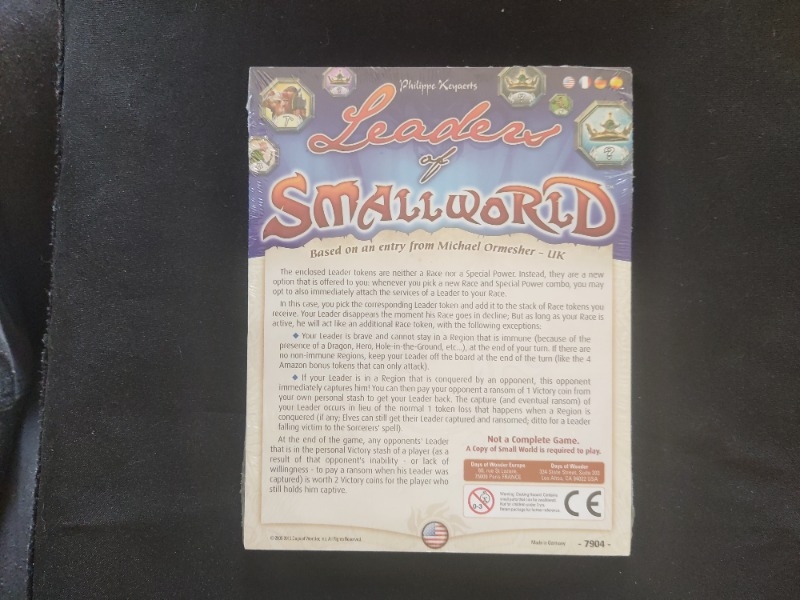 Philippe Keyaerts
Leaders
of
SMALLWORLD
Based on an entry from Michael Ormesher - UK
The enclosed Leader tokens are neither a Race nor a Special Power. Instead, they are a new
option that is offered to you: whenever you pick a new Race and Special Power combo, you may
opt to also immediately attach the services of a Leader to your Race.
In this case, you pick the corresponding Leader token and add it to the stack of Race tokens you
receive. Your Leader disappears the moment his Race goes in decline; But as long as your Race is
active, he will act like an additional Race token, with the following exceptions:
◆ Your Leader is brave and cannot stay in a Region that is immune (because of the
presence of a Dragon, Hero, Hole-in-the-Ground, etc...), at the end of your turn. If there are
no non-immune Regions, keep your Leader off the board at the end of the turn (like the 4
Amazon bonus tokens that can only attack).
◆ If your Leader is in a Region that is conquered by an opponent, this opponent
immediately captures him! You can then pay your opponent a ransom of 1 Victory coin from
your own personal stash to get your Leader back. The capture (and eventual ransom) of
your Leader occurs in lieu of the normal 1 token loss that happens when a Region is
conquered (if any; Elves can still get their Leader captured and ransomed; ditto for a Leader
falling victim to the Sorcerers' spell).
At the end of the game, any opponents' Leader
that is in the personal Victory stash of a player (as a
result of that opponent's inability - or lack of
willingness - to pay a ransom when his Leader was
captured) is worth 2 Victory coins for the player who
still holds him captive.
Not a Complete Game.
A Copy of Small World is required to play.
Days of Wonder Europe
75009 Paris, FRANCE
Days of Wonder
334 State Street, Suite 203
Los Altos, CA 94022 USA
0-3
CE
Made in Germany
- 7904 -